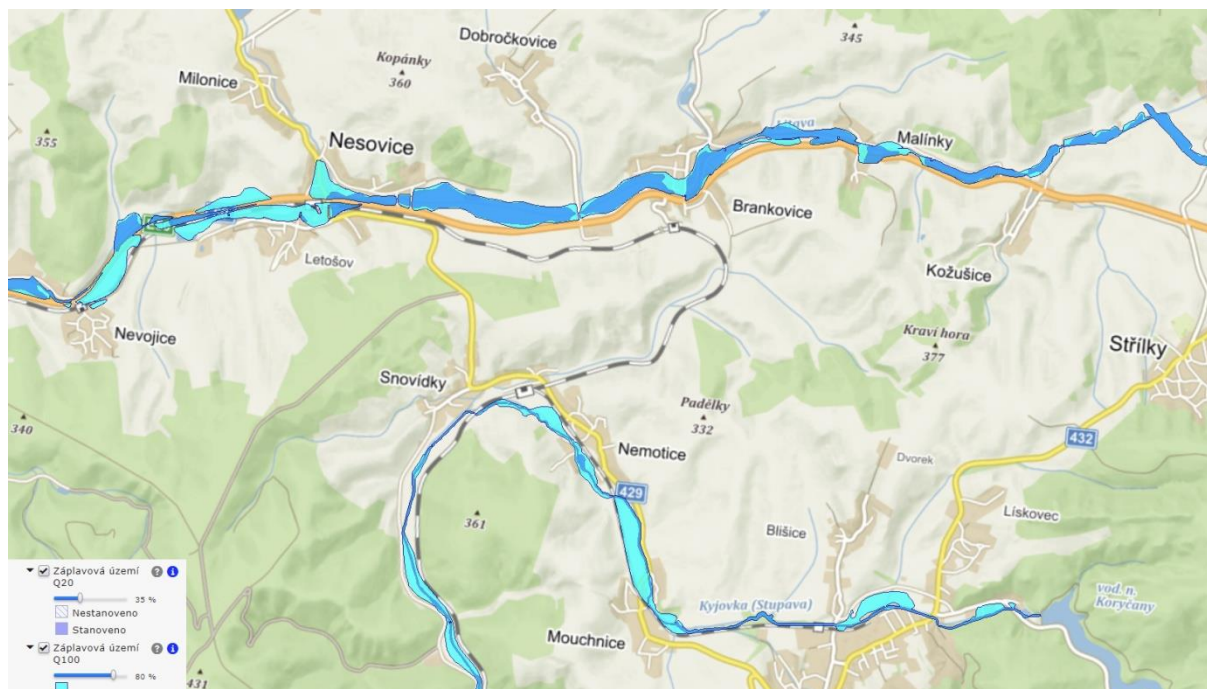 Dobročkovice
345
Kopánky
360
Milonice
355
Nesovice
Litava
Malínky
Brankovice
Letošov
Kožušice
Nevojice
Kraví hora
377
Střílky
Snovídky
Padělky
332
340
Nemotice
432
Dvorek
429
361
Lískovec
Blišice
Záplavová území
Q20
35 %
Nestanoveno
Stanoveno
Záplavová území
Q100
80 %
431
Kyjovka (Stupava)
Mouchnice
vod. n.
Koryčany